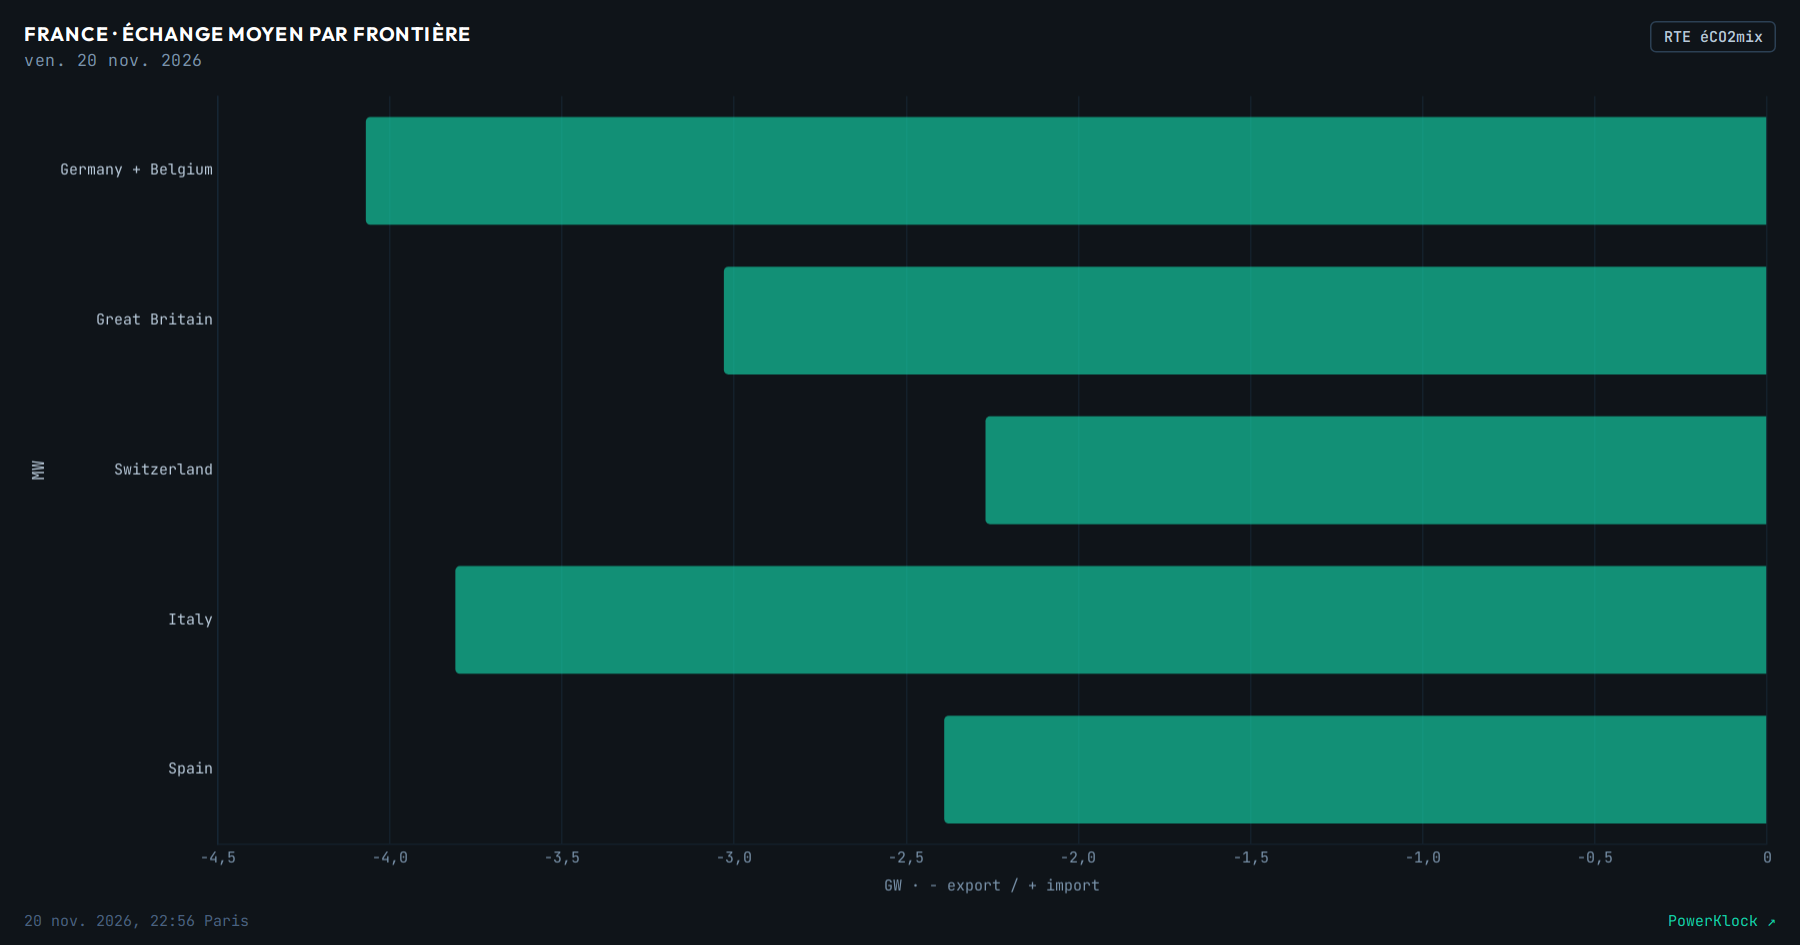 FRANCE · ÉCHANGE MOYEN PAR FRONTIÈRE
ven. 20 nov. 2026
RTE éCO2mix
Germany + Belgium
Great Britain
Switzerland
Italy
Spain
MW
-4,5 -4,0 -3,5 -3,0 -2,5 -2,0 -1,5 -1,0 -0,5 0
GW · - export / + import
20 nov. 2026, 22:56 Paris
PowerKlock ↗